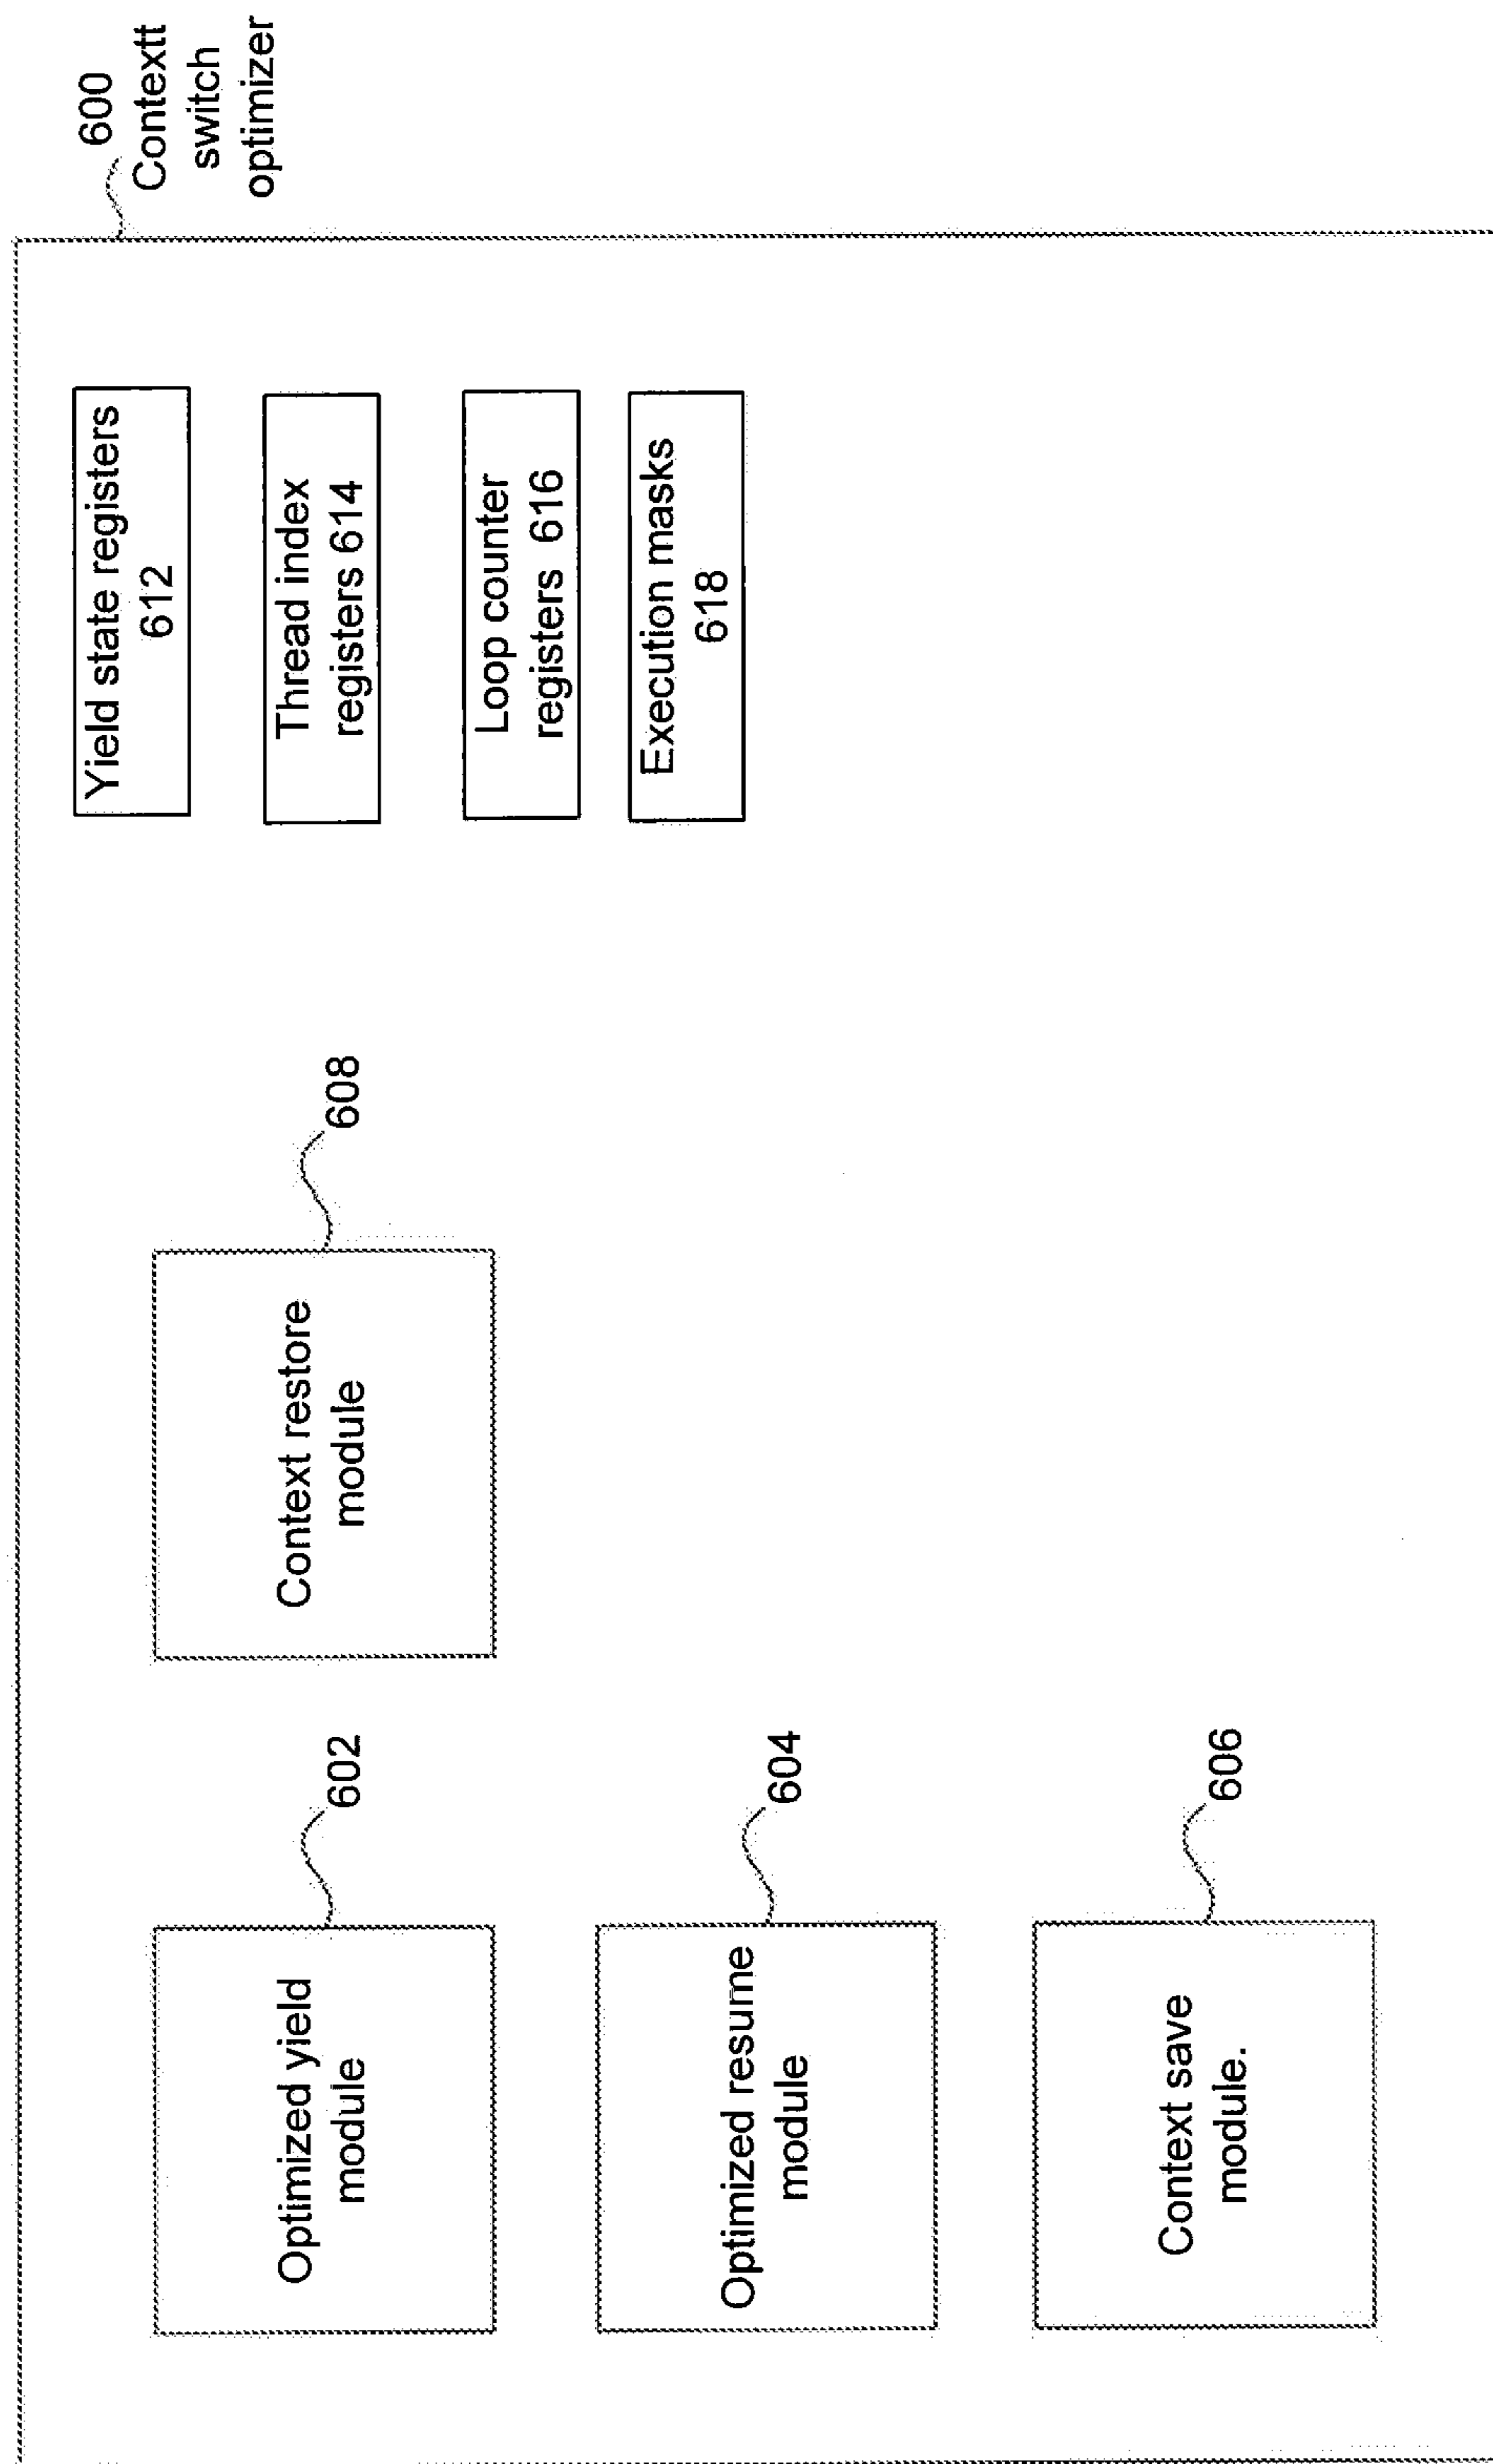 600
Contextt
switch
optimizer
Optimized yield
module
602
Context restore
module
608
Yield state registers
612
Thread index
registers 614
Loop counter
registers 616
Execution masks
618
Optimized resume
module
604
Context save
module.
606